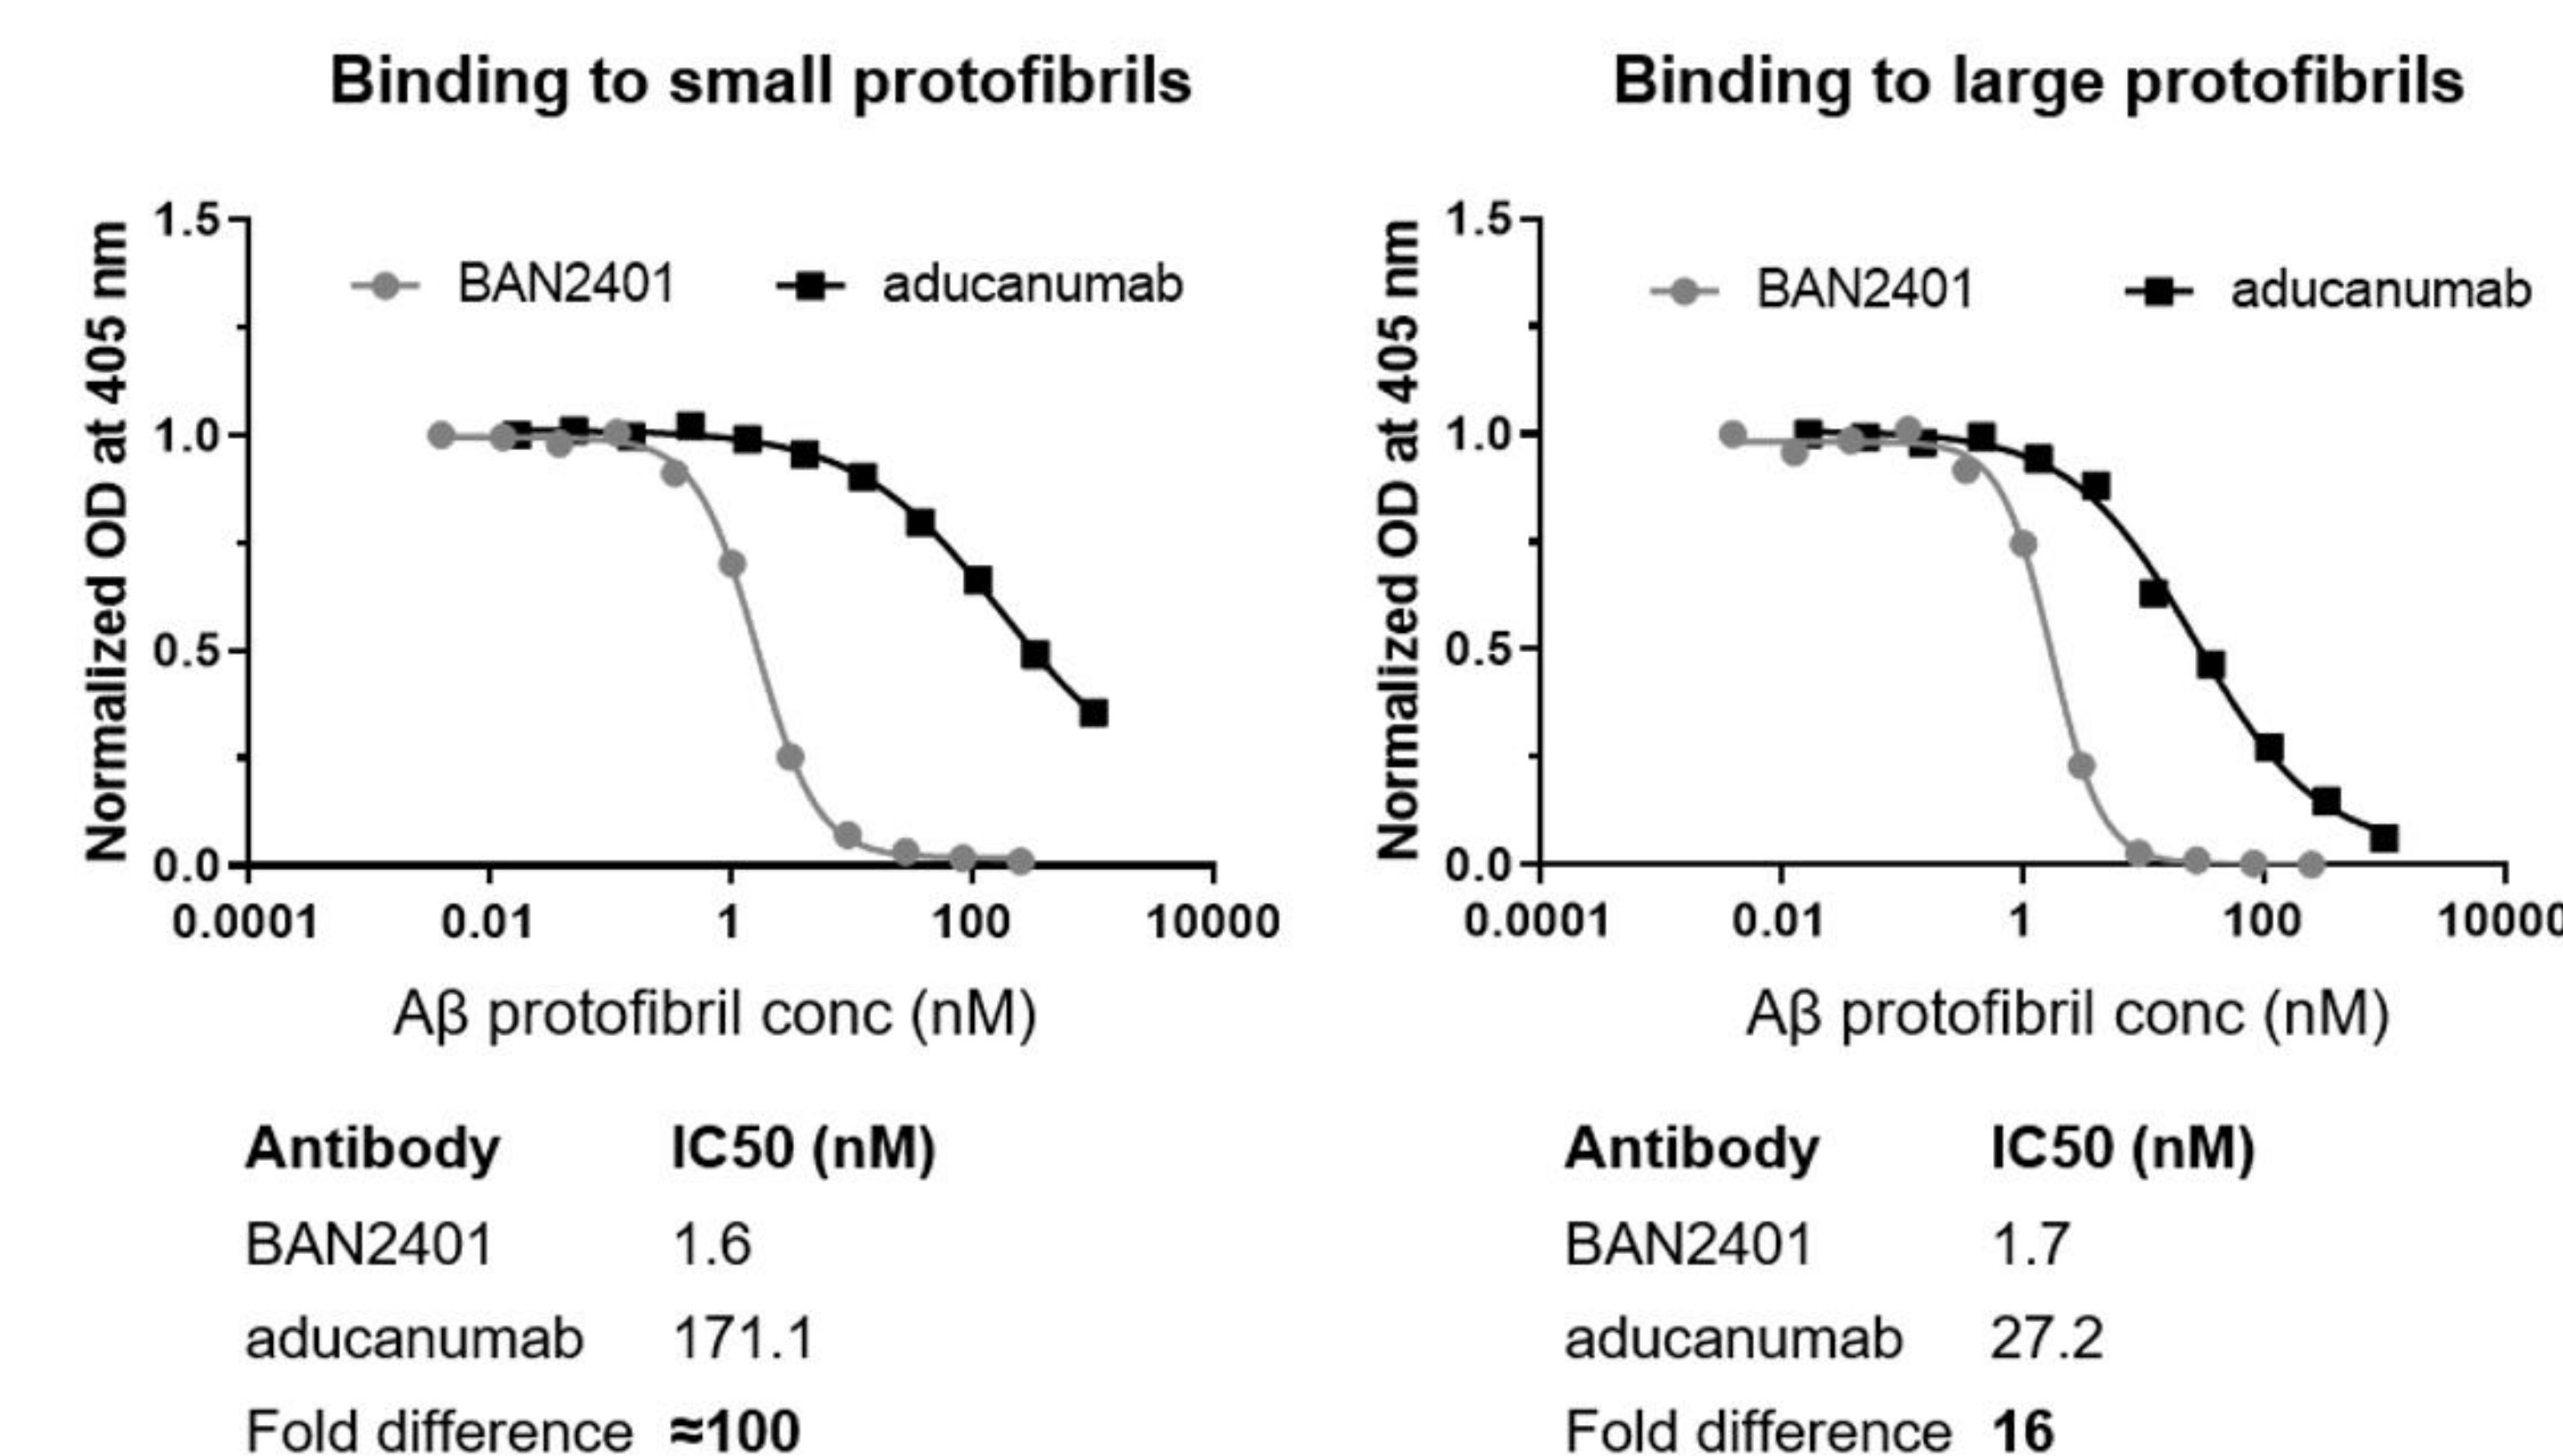 Binding to small protofibrils
Normalized OD at 405 nm
1.5
1.0
0.5
0.0
BAN2401
aducanumab
0.0001
0.01
1
100
10000
Aβ protofibril conc (nM)
Antibody IC50 (nM)
BAN2401 1.6
aducanumab 171.1
Fold difference ≈100
Binding to large protofibrils
Normalized OD at 405 nm
1.5
1.0
0.5
0.0
BAN2401
aducanumab
0.0001
0.01
1
100
10000
Aβ protofibril conc (nM)
Antibody IC50 (nM)
BAN2401 1.7
aducanumab 27.2
Fold difference 16